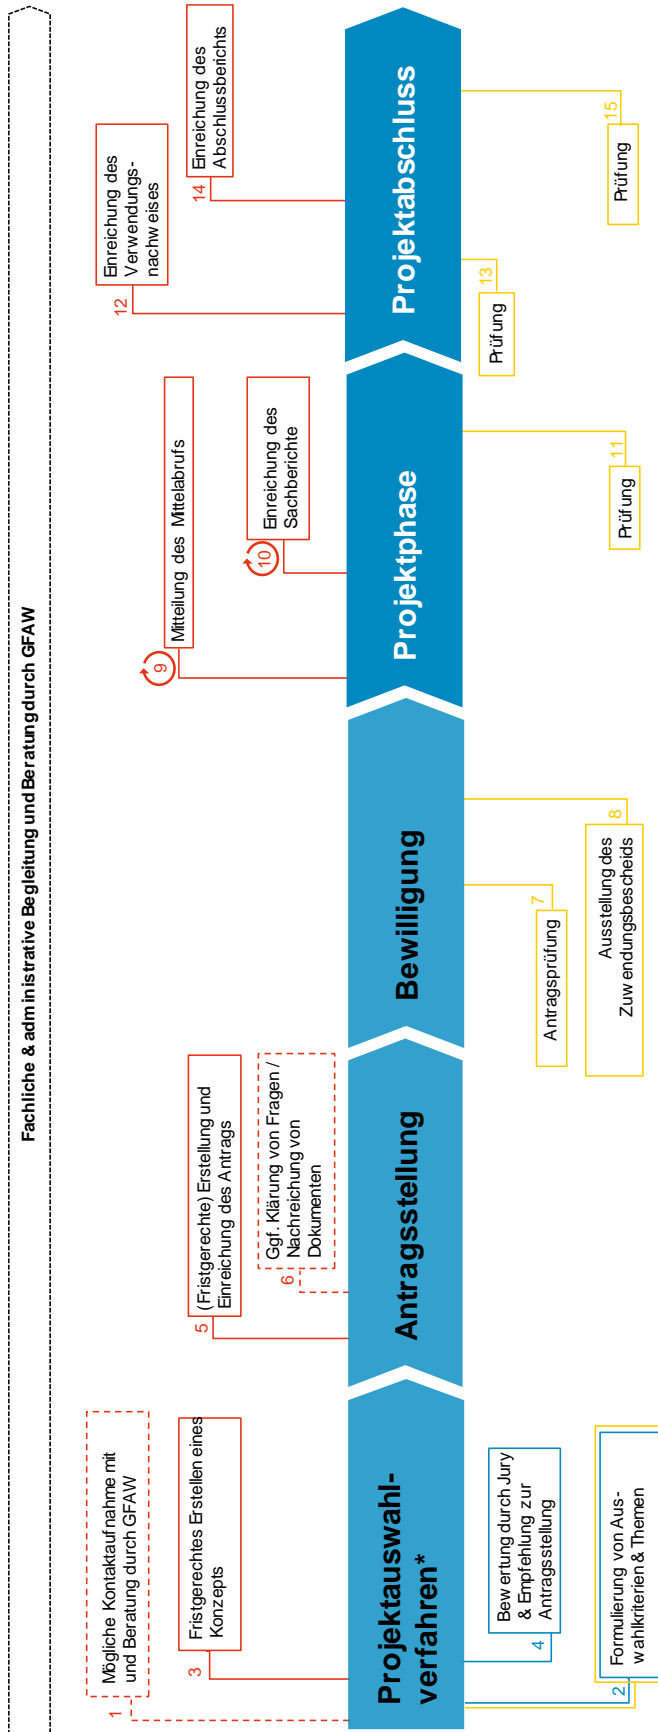 Fachliche & administrative Begleitung und Beratung durch GFAW
1
Mögliche Kontaktaufnahme mit
und Beratung durch GFAW
3
Fristgerechtes Erstellen eines
Konzepts
5
(Fristgerechte) Erstellung und
Einreichung des Antrags
6
Ggf. Klärung von Fragen /
Nachreichung von
Dokumenten
9
Mitteilung des Mittelabrufs
10
Einreichung des
Sachberichte
12
Einreichung des
Verwendungs-
nachweises
14
Einreichung des
Abschlussberichts
Projektauswahl-
verfahren*
Antragsstellung
Bewilligung
Projektphase
Projektabschluss
4
Bewertung durch Jury
& Empfehlung zur
Antragsstellung
2
Formulierung von Aus-
wahlkriterien & Themen
7
Antragsprüfung
8
Ausstellung des
Zuwendungsbescheids
11
Prüfung
13
Prüfung
15
Prüfung